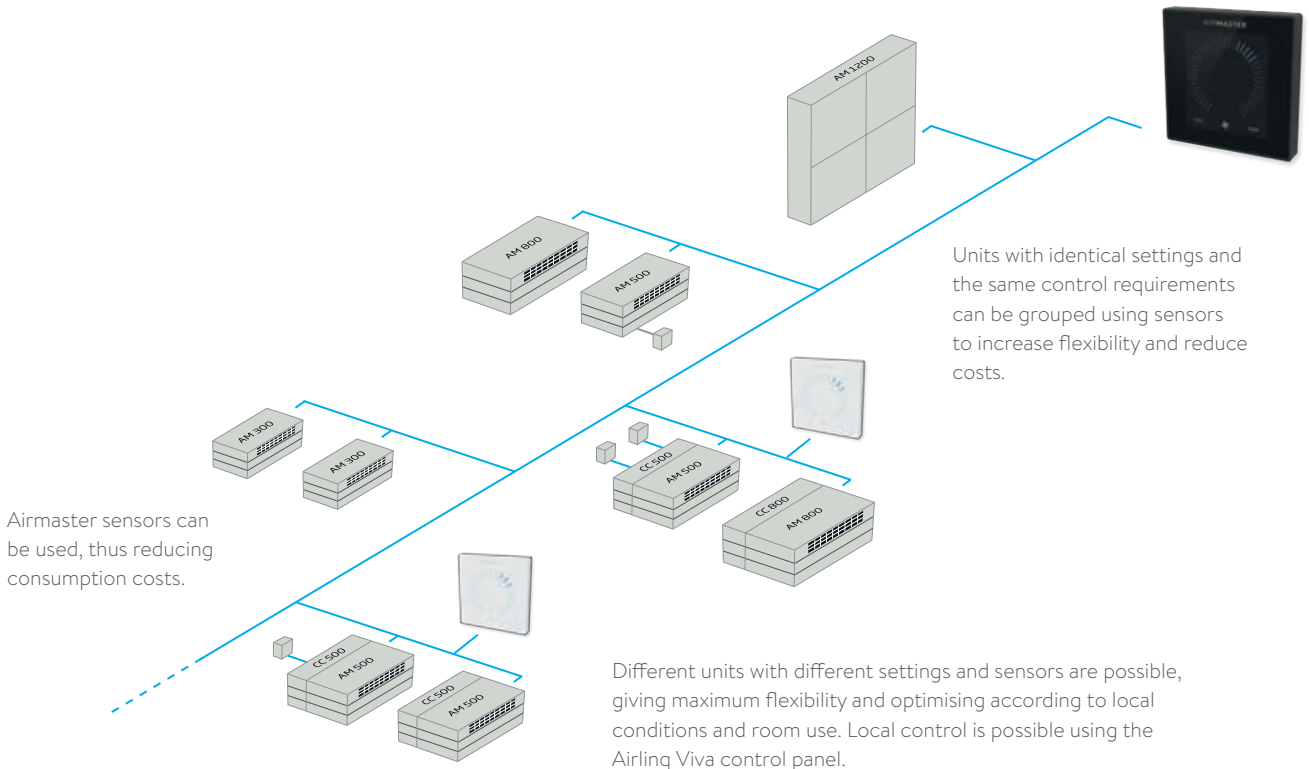 AIRMASTER
AM 1200
AM 800
AM 500
Units with identical settings and
the same control requirements
can be grouped using sensors
to increase flexibility and reduce
costs.
AM 300
AM 300
CC 500
AM 500
CC 800
AM 800
Airmaster sensors can
be used, thus reducing
consumption costs.
CC 500
AM 500
CC 500
AM 500
Different units with different settings and sensors are possible,
giving maximum flexibility and optimising according to local
conditions and room use. Local control is possible using the
Airling Viva control panel.